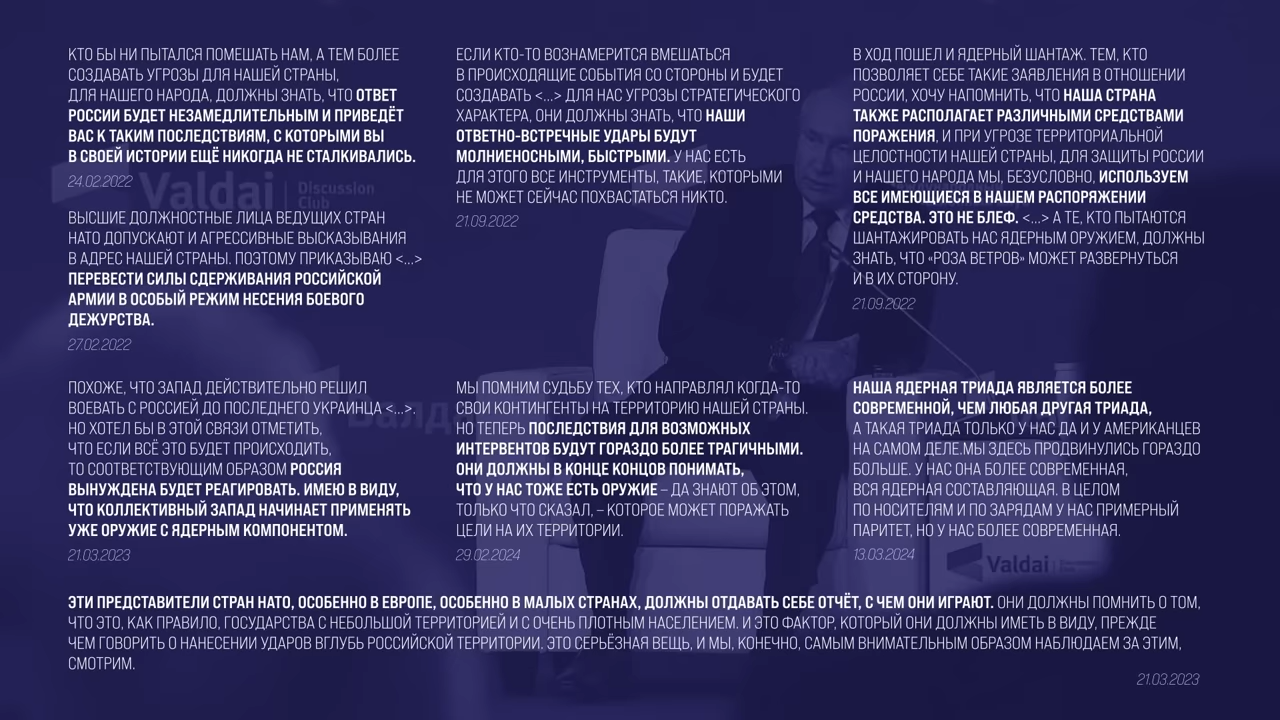 КТО БЫ НИ ПЫТАЛСЯ ПОМЕШАТЬ НАМ, А ТЕМ БОЛЕЕ
СОЗДАВАТЬ УГРОЗЫ ДЛЯ НАШЕЙ СТРАНЫ,
ДЛЯ НАШЕГО НАРОДА, ДОЛЖНЫ ЗНАТЬ, ЧТО ОТВЕТ
РОССИИ БУДЕТ НЕЗАМЕДЛИТЕЛЬНЫМ И ПРИВЕДЁТ
ВАС К ТАКИМ ПОСЛЕДСТВИЯМ, С КОТОРЫМИ ВЫ
В СВОЕЙ ИСТОРИИ ЕЩЁ НИКОГДА НЕ СТАЛКИВАЛИСЬ.
24.02.2022
Valdai
Discussion
Club
ВЫСШИЕ ДОЛЖНОСТНЫЕ ЛИЦА ВЕДУЩИХ СТРАН
НАТО ДОПУСКАЮТ И АГРЕССИВНЫЕ ВЫСКАЗЫВАНИЯ
В АДРЕС НАШЕЙ СТРАНЫ. ПОЭТОМУ ПРИКАЗЫВАЮ <...>
ПЕРЕВЕСТИ СИЛЫ СДЕРЖИВАНИЯ РОССИЙСКОЙ
АРМИИ В ОСОБЫЙ РЕЖИМ НЕСЕНИЯ БОЕВОГО
ДЕЖУРСТВА.
27.02.2022
ЕСЛИ КТО-ТО ВОЗНАМЕРИТСЯ ВМЕШАТЬСЯ
В ПРОИСХОДЯЩИЕ СОБЫТИЯ СО СТОРОНЫ И БУДЕТ
СОЗДАВАТЬ <...> ДЛЯ НАС УГРОЗЫ СТРАТЕГИЧЕСКОГО
ХАРАКТЕРА, ОНИ ДОЛЖНЫ ЗНАТЬ, ЧТО НАШИ
ОТВЕТНО-ВСТРЕЧНЫЕ УДАРЫ БУДУТ
МОЛНИЕНОСНЫМИ, БЫСТРЫМИ. У НАС ЕСТЬ
ДЛЯ ЭТОГО ВСЕ ИНСТРУМЕНТЫ, ТАКИЕ, КОТОРЫМИ
НЕ МОЖЕТ СЕЙЧАС ПОХВАСТАТЬСЯ НИКТО.
21.09.2022
В ХОД ПОШЕЛ И ЯДЕРНЫЙ ШАНТАЖ. ТЕМ, КТО
ПОЗВОЛЯЕТ СЕБЕ ТАКИЕ ЗАЯВЛЕНИЯ В ОТНОШЕНИИ
РОССИИ, ХОЧУ НАПОМНИТЬ, ЧТО НАША СТРАНА
ТАКЖЕ РАСПОЛАГАЕТ РАЗЛИЧНЫМИ СРЕДСТВАМИ
ПОРАЖЕНИЯ, И ПРИ УГРОЗЕ ТЕРРИТОРИАЛЬНОЙ
ЦЕЛОСТНОСТИ НАШЕЙ СТРАНЫ, ДЛЯ ЗАЩИТЫ РОССИИ
И НАШЕГО НАРОДА МЫ, БЕЗУСЛОВНО, ИСПОЛЬЗУЕМ
ВСЕ ИМЕЮЩИЕСЯ В НАШЕМ РАСПОРЯЖЕНИИ
СРЕДСТВА. ЭТО НЕ БЛЕФ. <...> А ТЕ, КТО ПЫТАЮТСЯ
ШАНТАЖИРОВАТЬ НАС ЯДЕРНЫМ ОРУЖИЕМ, ДОЛЖНЫ
ЗНАТЬ, ЧТО «РОЗА ВЕТРОВ» МОЖЕТ РАЗВЕРНУТЬСЯ
И В ИХ СТОРОНУ.
21.09.2022
ПОХОЖЕ, ЧТО ЗАПАД ДЕЙСТВИТЕЛЬНО РЕШИЛ
ВОЕВАТЬ С РОССИЕЙ ДО ПОСЛЕДНЕГО УКРАИНЦА <...>.
НО ХОТЕЛ БЫ В ЭТОЙ СВЯЗИ ОТМЕТИТЬ,
ЧТО ЕСЛИ ВСЁ ЭТО БУДЕТ ПРОИСХОДИТЬ,
ТО СООТВЕТСТВУЮЩИМ ОБРАЗОМ РОССИЯ
ВЫНУЖДЕНА БУДЕТ РЕАГИРОВАТЬ. ИМЕЮ В ВИДУ,
ЧТО КОЛЛЕКТИВНЫЙ ЗАПАД НАЧИНАЕТ ПРИМЕНЯТЬ
УЖЕ ОРУЖИЕ С ЯДЕРНЫМ КОМПОНЕНТОМ.
21.03.2023
МЫ ПОМНИМ СУДЬБУ ТЕХ, КТО НАПРАВЛЯЛ КОГДА-ТО
СВОИ КОНТИНГЕНТЫ НА ТЕРРИТОРИЮ НАШЕЙ СТРАНЫ.
НО ТЕПЕРЬ ПОСЛЕДСТВИЯ ДЛЯ ВОЗМОЖНЫХ
ИНТЕРВЕНТОВ БУДУТ ГОРАЗДО БОЛЕЕ ТРАГИЧНЫМИ.
ОНИ ДОЛЖНЫ В КОНЦЕ КОНЦОВ ПОНИМАТЬ,
ЧТО У НАС ТОЖЕ ЕСТЬ ОРУЖИЕ – ДА ЗНАЮТ ОБ ЭТОМ,
ТОЛЬКО ЧТО СКАЗАЛ, – КОТОРОЕ МОЖЕТ ПОРАЖАТЬ
ЦЕЛИ НА ИХ ТЕРРИТОРИИ.
29.02.2024
НАША ЯДЕРНАЯ ТРИАДА ЯВЛЯЕТСЯ БОЛЕЕ
СОВРЕМЕННОЙ, ЧЕМ ЛЮБАЯ ДРУГАЯ ТРИАДА,
А ТАКАЯ ТРИАДА ТОЛЬКО У НАС ДА И У АМЕРИКАНЦЕВ
НА САМОМ ДЕЛЕ.МЫ ЗДЕСЬ ПРОДВИНУЛИСЬ ГОРАЗДО
БОЛЬШЕ. У НАС ОНА БОЛЕЕ СОВРЕМЕННАЯ,
ВСЯ ЯДЕРНАЯ СОСТАВЛЯЮЩАЯ. В ЦЕЛОМ
ПО НОСИТЕЛЯМ И ПО ЗАРЯДАМ У НАС ПРИМЕРНЫЙ
ПАРИТЕТ, НО У НАС БОЛЕЕ СОВРЕМЕННАЯ.
13.03.2024
Valdai
ЭТИ ПРЕДСТАВИТЕЛИ СТРАН НАТО, ОСОБЕННО В ЕВРОПЕ, ОСОБЕННО В МАЛЫХ СТРАНАХ, ДОЛЖНЫ ОТДАВАТЬ СЕБЕ ОТЧЁТ, С ЧЕМ ОНИ ИГРАЮТ. ОНИ ДОЛЖНЫ ПОМНИТЬ О ТОМ,
ЧТО ЭТО, КАК ПРАВИЛО, ГОСУДАРСТВА С НЕБОЛЬШОЙ ТЕРРИТОРИЕЙ И С ОЧЕНЬ ПЛОТНЫМ НАСЕЛЕНИЕМ. И ЭТО ФАКТОР, КОТОРЫЙ ОНИ ДОЛЖНЫ ИМЕТЬ В ВИДУ, ПРЕЖДЕ
ЧЕМ ГОВОРИТЬ О НАНЕСЕНИИ УДАРОВ ВГЛУБЬ РОССИЙСКОЙ ТЕРРИТОРИИ. ЭТО СЕРЬЁЗНАЯ ВЕЩЬ, И МЫ, КОНЕЧНО, САМЫМ ВНИМАТЕЛЬНЫМ ОБРАЗОМ НАБЛЮДАЕМ ЗА ЭТИМ,
СМОТРИМ.
21.03.2023